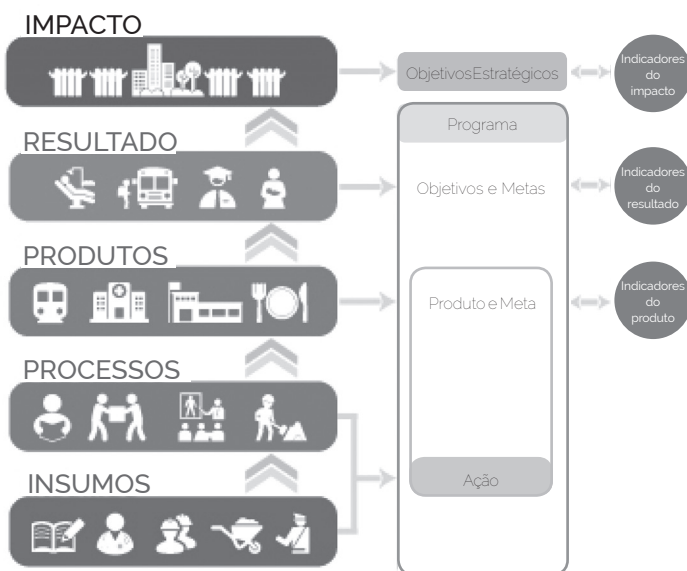 IMPACTO
ObjetivosEstratégicos
Indicadores
do
impacto
Programa
RESULTADO
Objetivos e Metas
Indicadores
do
resultado
PRODUTOS
Produto e Meta
Indicadores
do
produto
PROCESSOS
INSUMOS
Ação